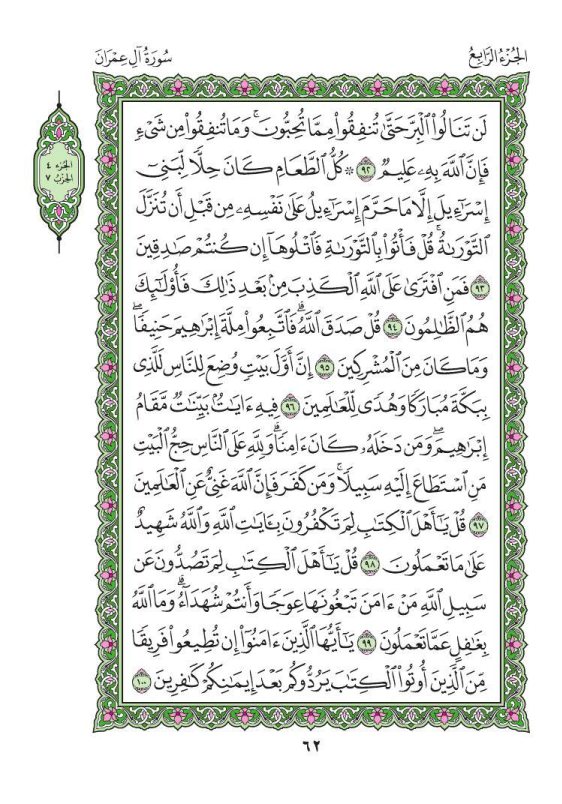 الجُزْءُ الرَّابِعُ
سُورَةُ آلِ عِمْرَانَ
الجزء ٤
الحزب ٧
لَن تَنَالُوا۟ ٱلْبِرَّ حَتَّىٰ تُنفِقُوا۟ مِمَّا تُحِبُّونَ ۚ وَمَا تُنفِقُوا۟ مِن شَىْءٍ
فَإِنَّ ٱللَّهَ بِهِۦ عَلِيمٌ ٩٢ ۞ كُلُّ ٱلطَّعَامِ كَانَ حِلًّا لِّبَنِىٓ
إِسْرَٰٓءِيلَ إِلَّا مَا حَرَّمَ إِسْرَٰٓءِيلُ عَلَىٰ نَفْسِهِۦ مِن قَبْلِ أَن تُنَزَّلَ
ٱلتَّوْرَىٰةُ ۗ قُلْ فَأْتُوا۟ بِٱلتَّوْرَىٰةِ فَٱتْلُوهَآ إِن كُنتُمْ صَـٰدِقِينَ
٩٣ فَمَنِ ٱفْتَرَىٰ عَلَى ٱللَّهِ ٱلْكَذِبَ مِنۢ بَعْدِ ذَٰلِكَ فَأُو۟لَـٰٓئِكَ
هُمُ ٱلظَّـٰلِمُونَ ٩٤ قُلْ صَدَقَ ٱللَّهُ ۗ فَٱتَّبِعُوا۟ مِلَّةَ إِبْرَٰهِيمَ حَنِيفًا ۖ
وَمَا كَانَ مِنَ ٱلْمُشْرِكِينَ ٩٥ إِنَّ أَوَّلَ بَيْتٍ وُضِعَ لِلنَّاسِ لَلَّذِى
بِبَكَّةَ مُبَارَكًا وَهُدًى لِّلْعَـٰلَمِينَ ٩٦ فِيهِ ءَايَـٰتٌۢ بَيِّنَـٰتٌ مَّقَامُ
إِبْرَٰهِيمَ ۖ وَمَن دَخَلَهُۥ كَانَ ءَامِنًا ۗ وَلِلَّهِ عَلَى ٱلنَّاسِ حِجُّ ٱلْبَيْتِ
مَنِ ٱسْتَطَاعَ إِلَيْهِ سَبِيلًا ۚ وَمَن كَفَرَ فَإِنَّ ٱللَّهَ غَنِىٌّ عَنِ ٱلْعَـٰلَمِينَ
٩٧ قُلْ يَـٰٓأَهْلَ ٱلْكِتَـٰبِ لِمَ تَكْفُرُونَ بِـَٔايَـٰتِ ٱللَّهِ وَٱللَّهُ شَهِيدٌ
عَلَىٰ مَا تَعْمَلُونَ ٩٨ قُلْ يَـٰٓأَهْلَ ٱلْكِتَـٰبِ لِمَ تَصُدُّونَ عَن
سَبِيلِ ٱللَّهِ مَنْ ءَامَنَ تَبْغُونَهَا عِوَجًا وَأَنتُمْ شُهَدَآءُ ۗ وَمَا ٱللَّهُ
بِغَـٰفِلٍ عَمَّا تَعْمَلُونَ ٩٩ يَـٰٓأَيُّهَا ٱلَّذِينَ ءَامَنُوٓا۟ إِن تُطِيعُوا۟ فَرِيقًا
مِّنَ ٱلَّذِينَ أُوتُوا۟ ٱلْكِتَـٰبَ يَرُدُّوكُم بَعْدَ إِيمَـٰنِكُمْ كَـٰفِرِينَ ١٠٠
٦٢